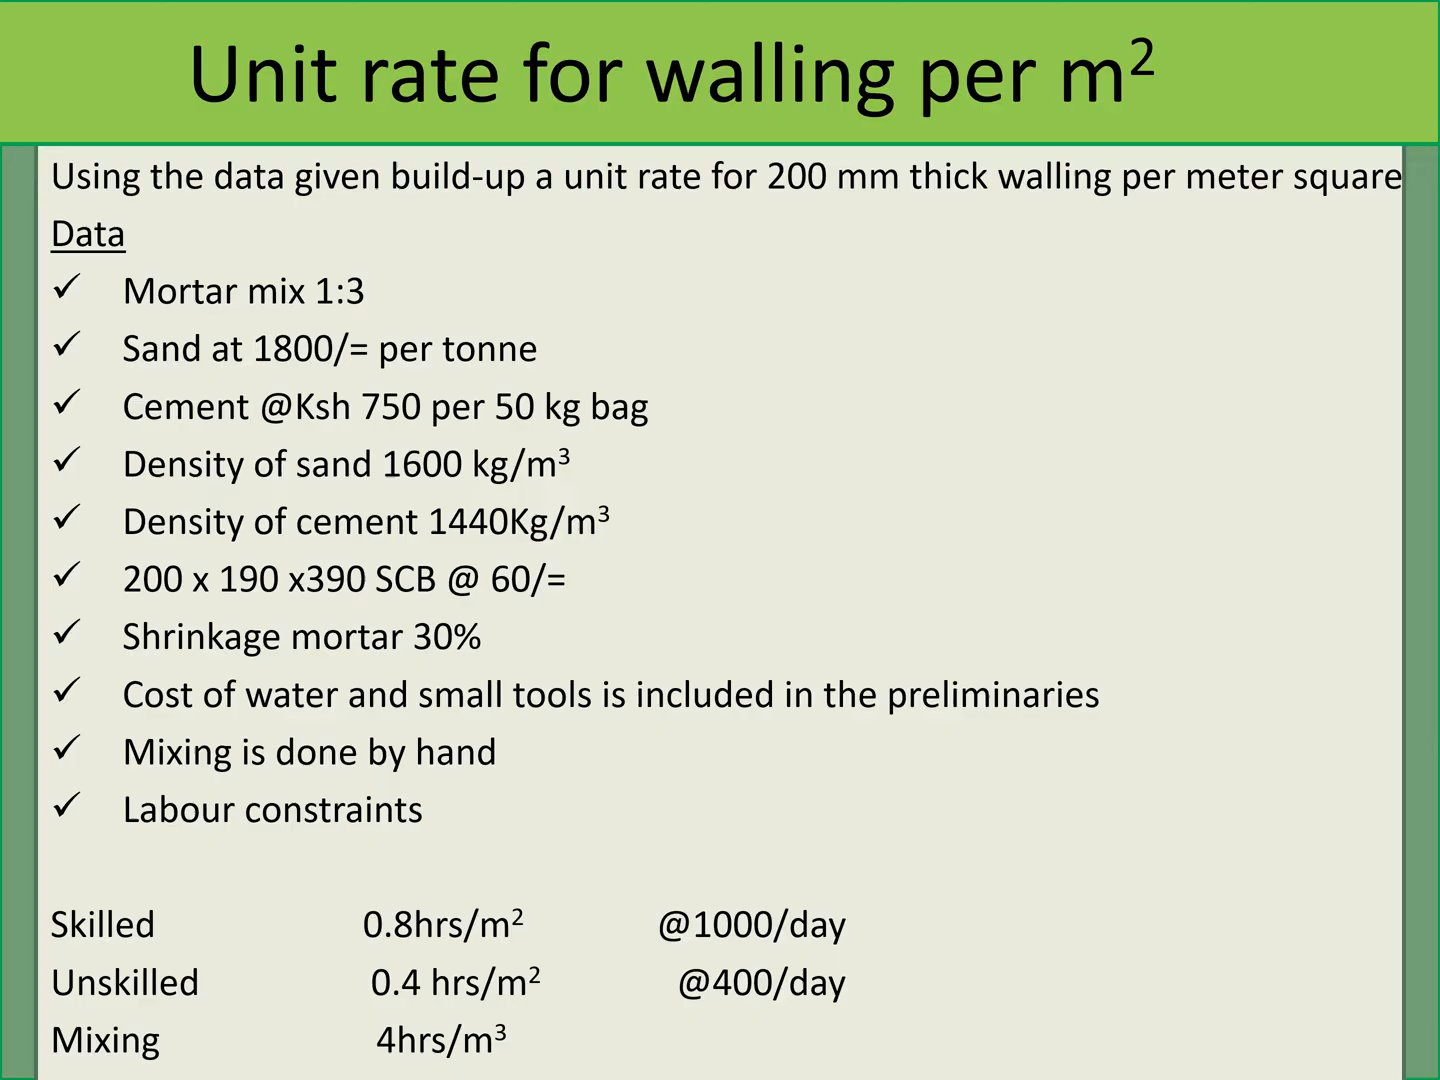 Unit rate for walling per m²
Using the data given build-up a unit rate for 200 mm thick walling per meter square
Data
✓ Mortar mix 1:3
✓ Sand at 1800/= per tonne
✓ Cement @Ksh 750 per 50 kg bag
✓ Density of sand 1600 kg/m³
✓ Density of cement 1440Kg/m³
✓ 200 x 190 x390 SCB @ 60/=
✓ Shrinkage mortar 30%
✓ Cost of water and small tools is included in the preliminaries
✓ Mixing is done by hand
✓ Labour constraints
Skilled 0.8hrs/m² @1000/day
Unskilled 0.4 hrs/m² @400/day
Mixing 4hrs/m³